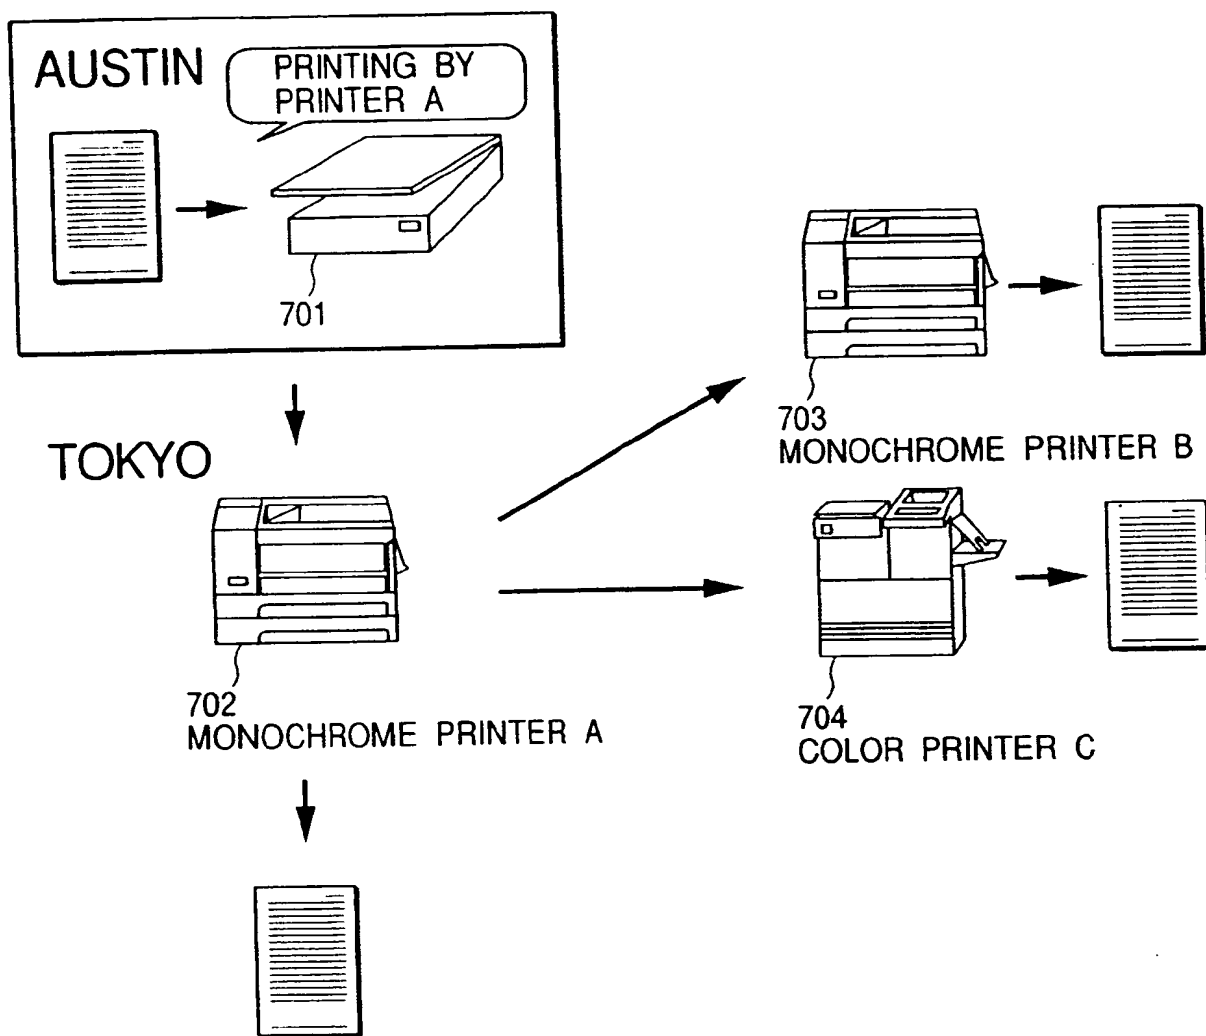 AUSTIN
PRINTING BY
PRINTER A
701
TOKYO
703
MONOCHROME PRINTER B
702
MONOCHROME PRINTER A
704
COLOR PRINTER C